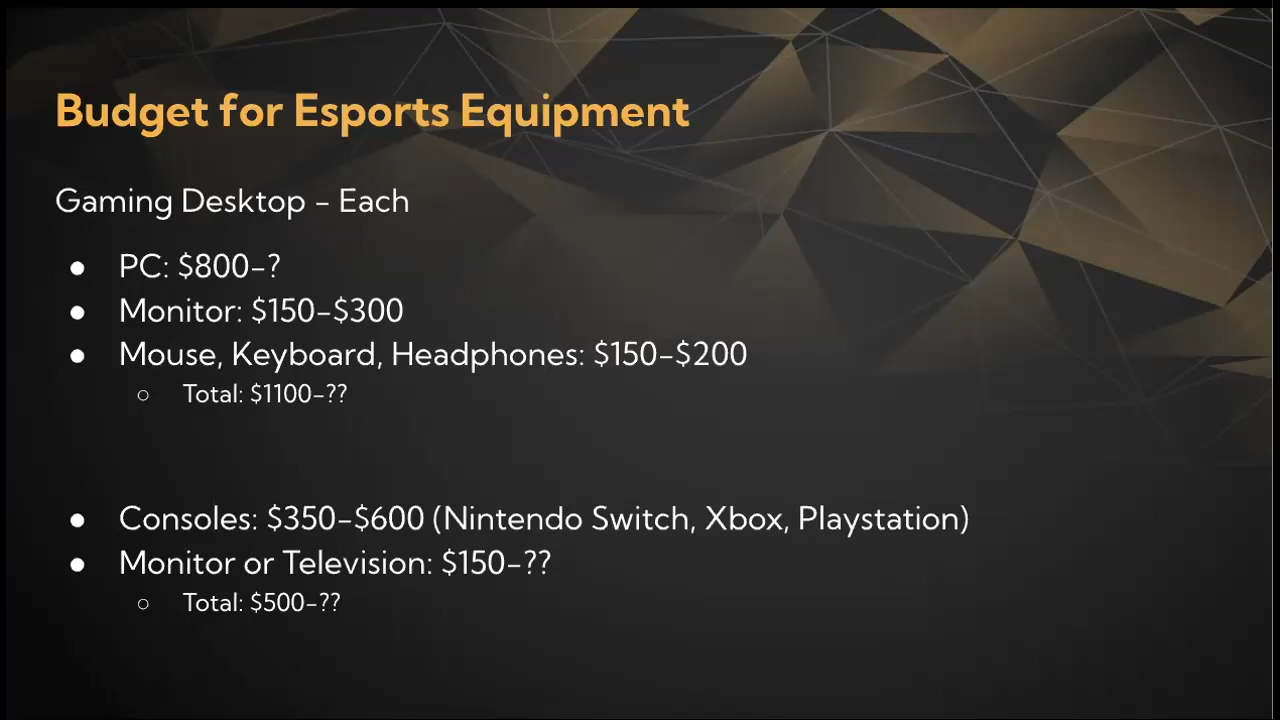 Budget for Esports Equipment
Gaming Desktop – Each
● PC: $800–?
● Monitor: $150–$300
● Mouse, Keyboard, Headphones: $150–$200
○ Total: $1100–??
● Consoles: $350–$600 (Nintendo Switch, Xbox, Playstation)
● Monitor or Television: $150–??
○ Total: $500–??